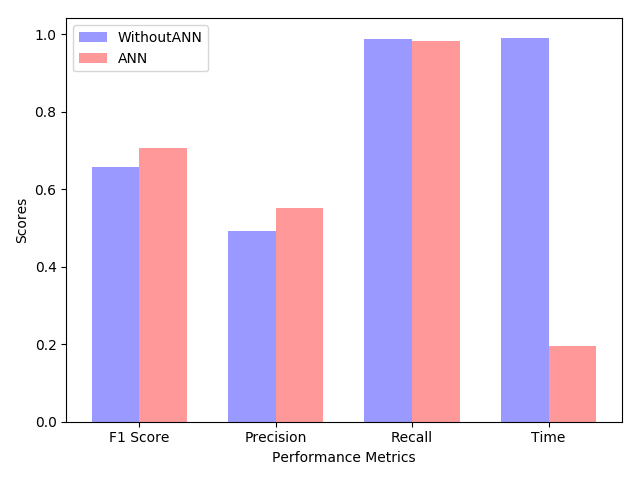 WithoutANN
ANN
1.0
0.8
0.6
0.4
0.2
0.0
Scores
F1 Score Precision Recall Time
Performance Metrics